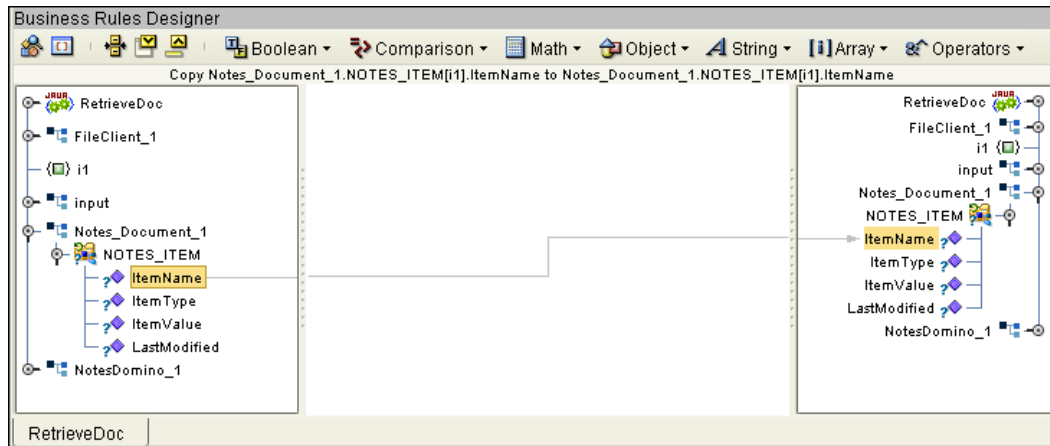 Business Rules Designer
Boolean Comparison Math Object String [i] Array Operators
Copy Notes_Document_1.NOTES_ITEM[i1].ItemName to Notes_Document_1.NOTES_ITEM[i1].ItemName
JAVA RetrieveDoc
FileClient_1
{ } i1
input
Notes_Document_1
NOTES_ITEM
? ItemName
? ItemType
? ItemValue
? LastModified
NotesDomino_1
RetrieveDoc JAVA
FileClient_1
i1 { }
input
Notes_Document_1
NOTES_ITEM
ItemName ?
ItemType ?
ItemValue ?
LastModified ?
NotesDomino_1
RetrieveDoc